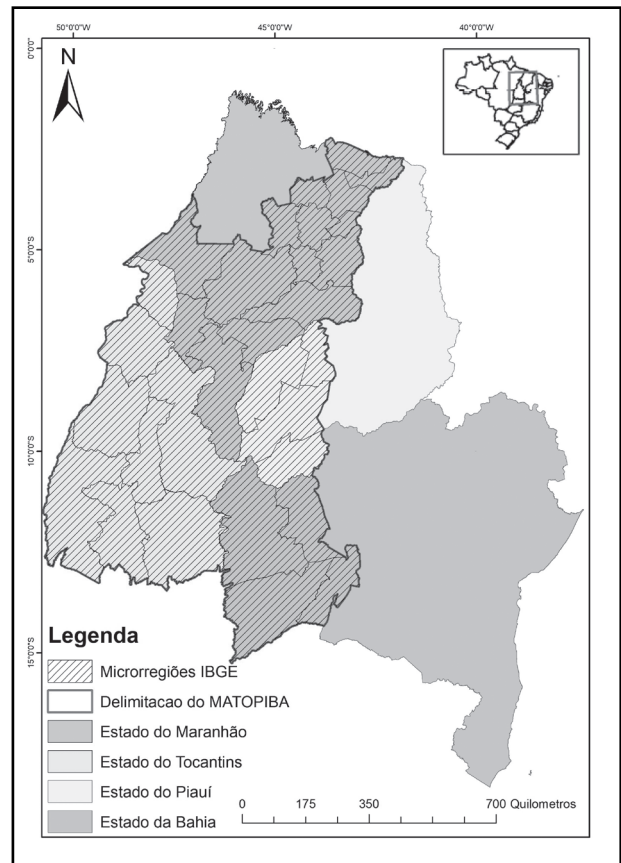 50°0'0"W 45°0'0"W 40°0'0"W
0°0'0"
N
5°0'0"S
10°0'0"S
15°0'0"S
Legenda
Microrregiões IBGE
Delimitacao do MATOPIBA
Estado do Maranhão
Estado do Tocantins
Estado do Piauí
Estado da Bahia
0 175 350 700 Quilometros